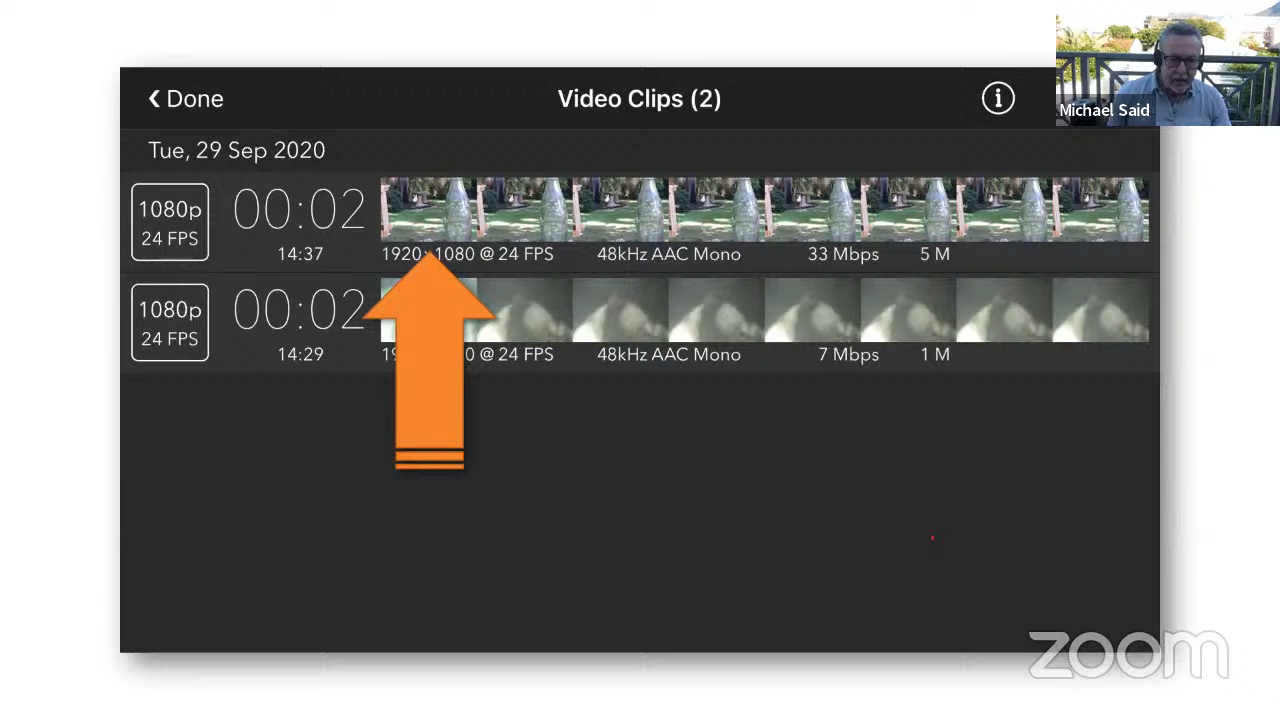 Done
Video Clips (2)
i
Michael Said
Tue, 29 Sep 2020
1080p
24 FPS
00:02
14:37
1920x1080 @ 24 FPS
48kHz AAC Mono
33 Mbps
5 M
1080p
24 FPS
00:02
14:29
0 @ 24 FPS
48kHz AAC Mono
7 Mbps
1 M
zoom